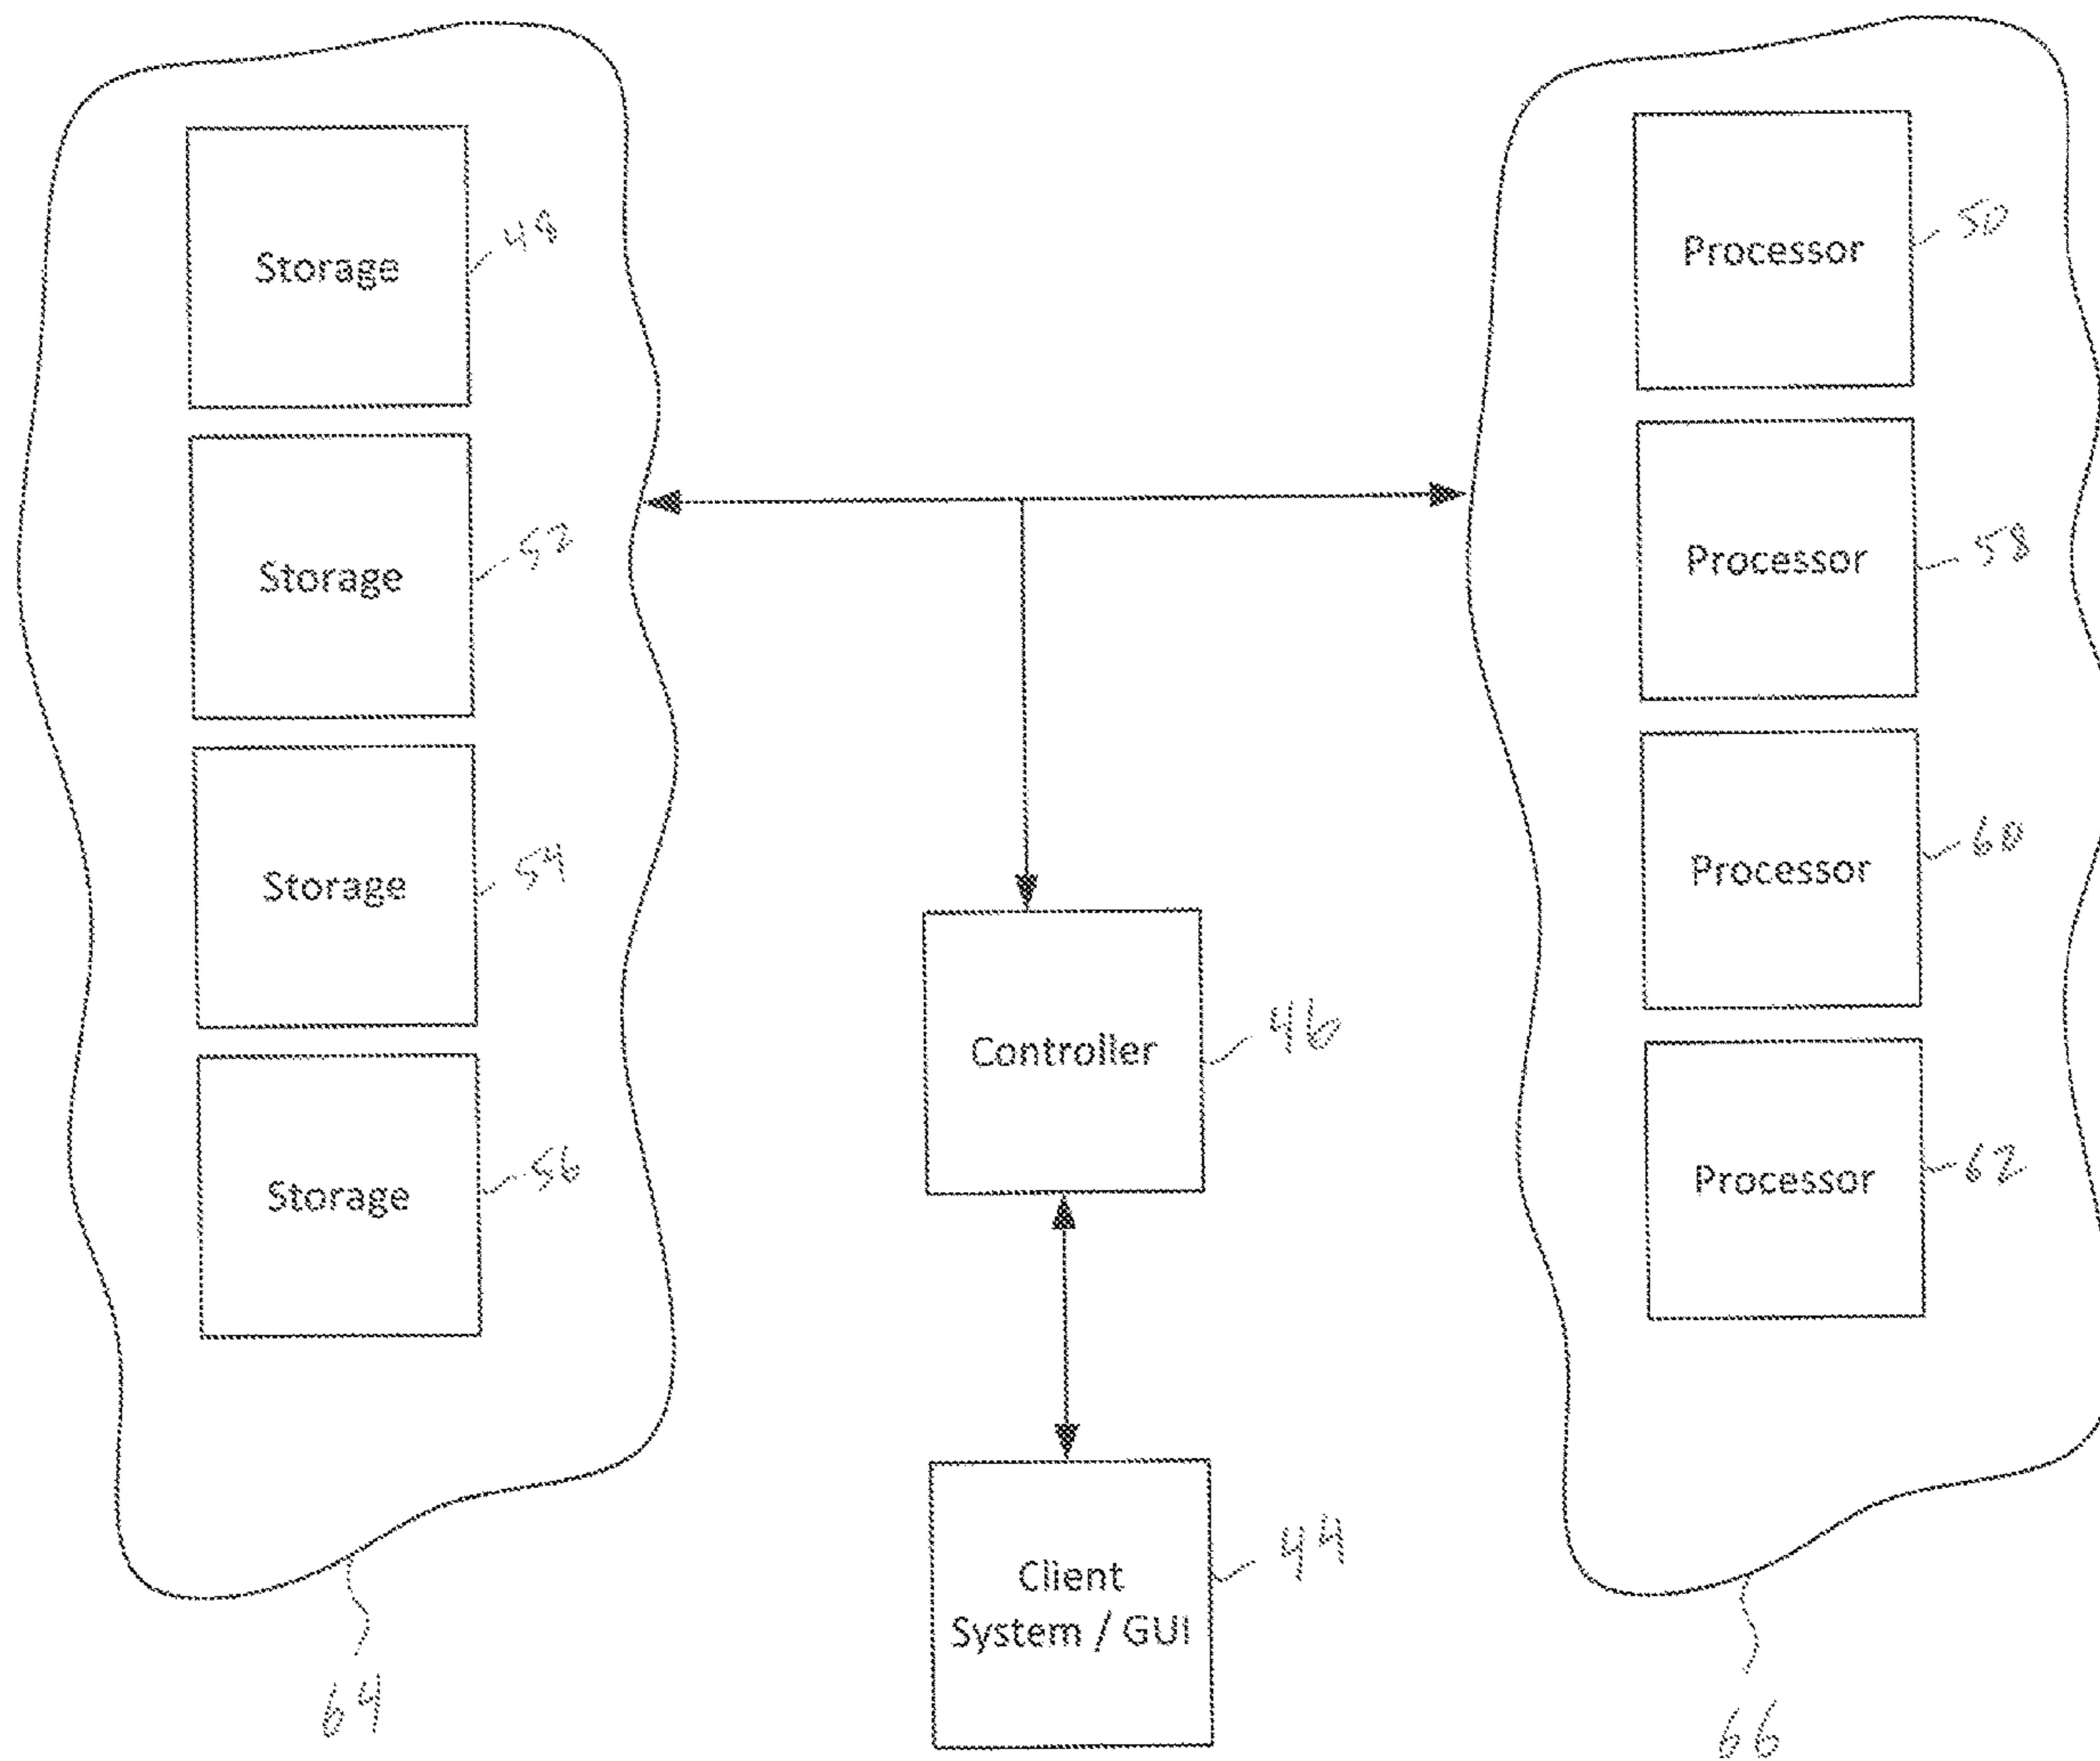 Storage
48
Storage
52
Storage
54
Storage
56
64
Controller
46
Client
System / GUI
44
Processor
50
Processor
58
Processor
60
Processor
62
66